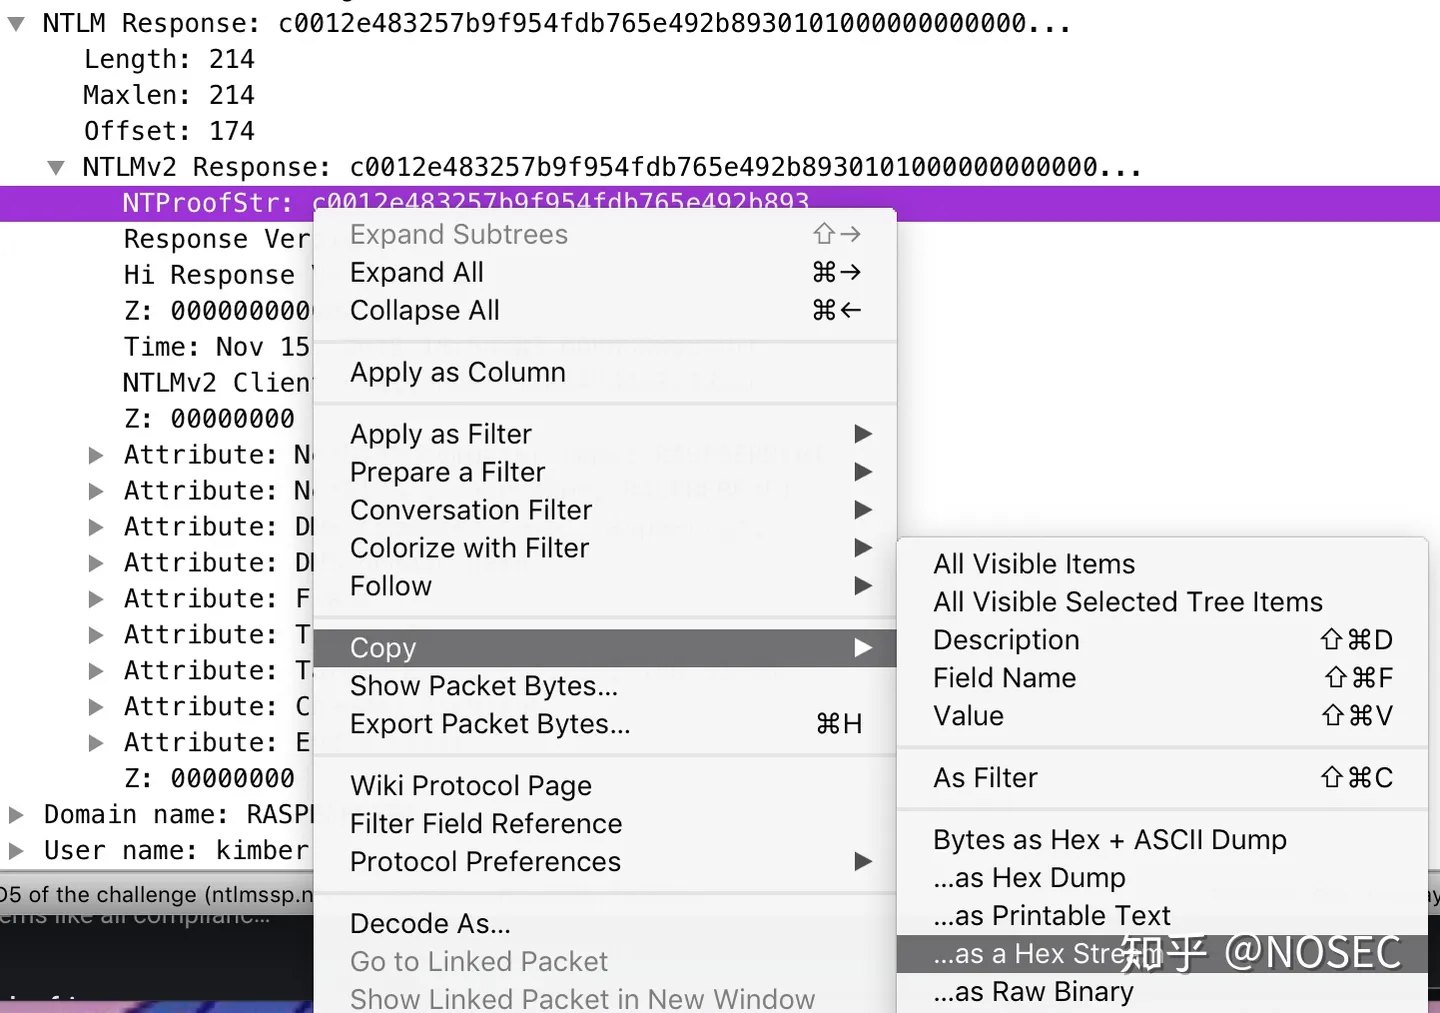 NTLM Response: c0012e483257b9f954fdb765e492b8930101000000000000...
Length: 214
Maxlen: 214
Offset: 174
NTLMv2 Response: c0012e483257b9f954fdb765e492b8930101000000000000...
NTProofStr: c0012e483257b9f954fdb765e492b893
Response Ver
Hi Response
Z: 000000000
Time: Nov 15
NTLMv2 Clien
Z: 00000000
Attribute: N
Attribute: N
Attribute: D
Attribute: D
Attribute: F
Attribute: T
Attribute: T
Attribute: C
Attribute: E
Z: 00000000
Domain name: RASP
User name: kimber
D5 of the challenge (ntlmssp.n
Expand Subtrees ⇧→
Expand All ⌘→
Collapse All ⌘←
Apply as Column
Apply as Filter
Prepare a Filter
Conversation Filter
Colorize with Filter
Follow
Copy
Show Packet Bytes...
Export Packet Bytes... ⌘H
Wiki Protocol Page
Filter Field Reference
Protocol Preferences
Decode As...
Go to Linked Packet
Show Linked Packet in New Window
All Visible Items
All Visible Selected Tree Items
Description ⇧⌘D
Field Name ⇧⌘F
Value ⇧⌘V
As Filter ⇧⌘C
Bytes as Hex + ASCII Dump
...as Hex Dump
...as Printable Text
...as a Hex Stream
...as Raw Binary
知乎 @NOSEC